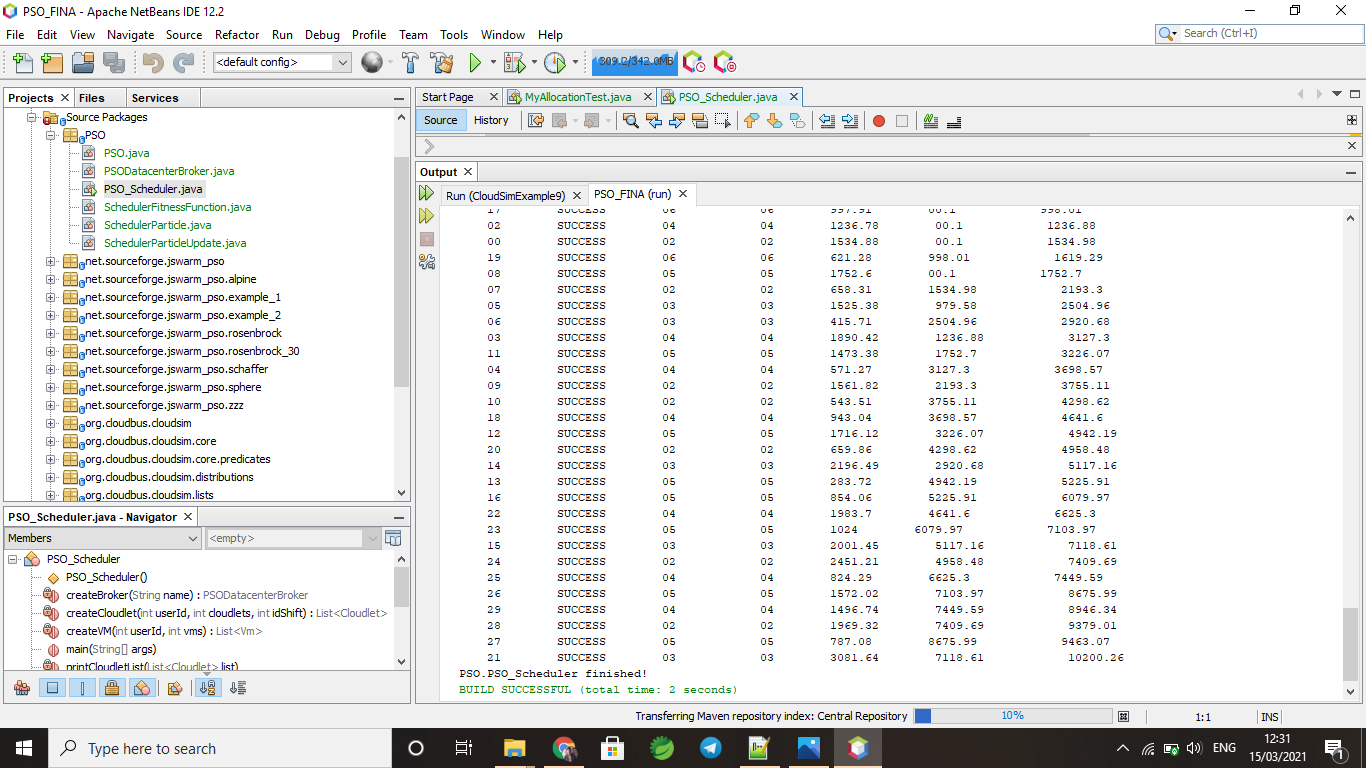 PSO_FINA - Apache NetBeans IDE 12.2
File Edit View Navigate Source Refactor Run Debug Profile Team Tools Window Help
Search (Ctrl+I)
<default config>
309.2/342.0MB
Projects Files Services
Source Packages
PSO
PSO.java
PSODatacenterBroker.java
PSO_Scheduler.java
SchedulerFitnessFunction.java
SchedulerParticle.java
SchedulerParticleUpdate.java
net.sourceforge.jswarm_pso
net.sourceforge.jswarm_pso.alpine
net.sourceforge.jswarm_pso.example_1
net.sourceforge.jswarm_pso.example_2
net.sourceforge.jswarm_pso.rosenbrock
net.sourceforge.jswarm_pso.rosenbrock_30
net.sourceforge.jswarm_pso.schaffer
net.sourceforge.jswarm_pso.sphere
net.sourceforge.jswarm_pso.zzz
org.cloudbus.cloudsim
org.cloudbus.cloudsim.core
org.cloudbus.cloudsim.core.predicates
org.cloudbus.cloudsim.distributions
org.cloudbus.cloudsim.lists
PSO_Scheduler.java - Navigator
Members <empty>
PSO_Scheduler
PSO_Scheduler()
createBroker(String name) : PSODatacenterBroker
createCloudlet(int userId, int cloudlets, int idShift) : List<Cloudlet>
createVM(int userId, int vms) : List<Vm>
main(String[] args)
printCloudletList(List<Cloudlet> list)
Start Page MyAllocationTest.java PSO_Scheduler.java
Source History
Output
Run (CloudSimExample9) PSO_FINA (run)
17 SUCCESS 06 06 997.91 00.1 998.01
02 SUCCESS 04 04 1236.78 00.1 1236.88
00 SUCCESS 02 02 1534.88 00.1 1534.98
19 SUCCESS 06 06 621.28 998.01 1619.29
08 SUCCESS 05 05 1752.6 00.1 1752.7
07 SUCCESS 02 02 658.31 1534.98 2193.3
05 SUCCESS 03 03 1525.38 979.58 2504.96
06 SUCCESS 03 03 415.71 2504.96 2920.68
03 SUCCESS 04 04 1890.42 1236.88 3127.3
11 SUCCESS 05 05 1473.38 1752.7 3226.07
04 SUCCESS 04 04 571.27 3127.3 3698.57
09 SUCCESS 02 02 1561.82 2193.3 3755.11
10 SUCCESS 02 02 543.51 3755.11 4298.62
18 SUCCESS 04 04 943.04 3698.57 4641.6
12 SUCCESS 05 05 1716.12 3226.07 4942.19
20 SUCCESS 02 02 659.86 4298.62 4958.48
14 SUCCESS 03 03 2196.49 2920.68 5117.16
13 SUCCESS 05 05 283.72 4942.19 5225.91
16 SUCCESS 05 05 854.06 5225.91 6079.97
22 SUCCESS 04 04 1983.7 4641.6 6625.3
23 SUCCESS 05 05 1024 6079.97 7103.97
15 SUCCESS 03 03 2001.45 5117.16 7118.61
24 SUCCESS 02 02 2451.21 4958.48 7409.69
25 SUCCESS 04 04 824.29 6625.3 7449.59
26 SUCCESS 05 05 1572.02 7103.97 8675.99
29 SUCCESS 04 04 1496.74 7449.59 8946.34
28 SUCCESS 02 02 1969.32 7409.69 9379.01
27 SUCCESS 05 05 787.08 8675.99 9463.07
21 SUCCESS 03 03 3081.64 7118.61 10200.26
PSO.PSO_Scheduler finished!
BUILD SUCCESSFUL (total time: 2 seconds)
Transferring Maven repository index: Central Repository 10% 1:1 INS
Type here to search
ENG
12:31
15/03/2021
1